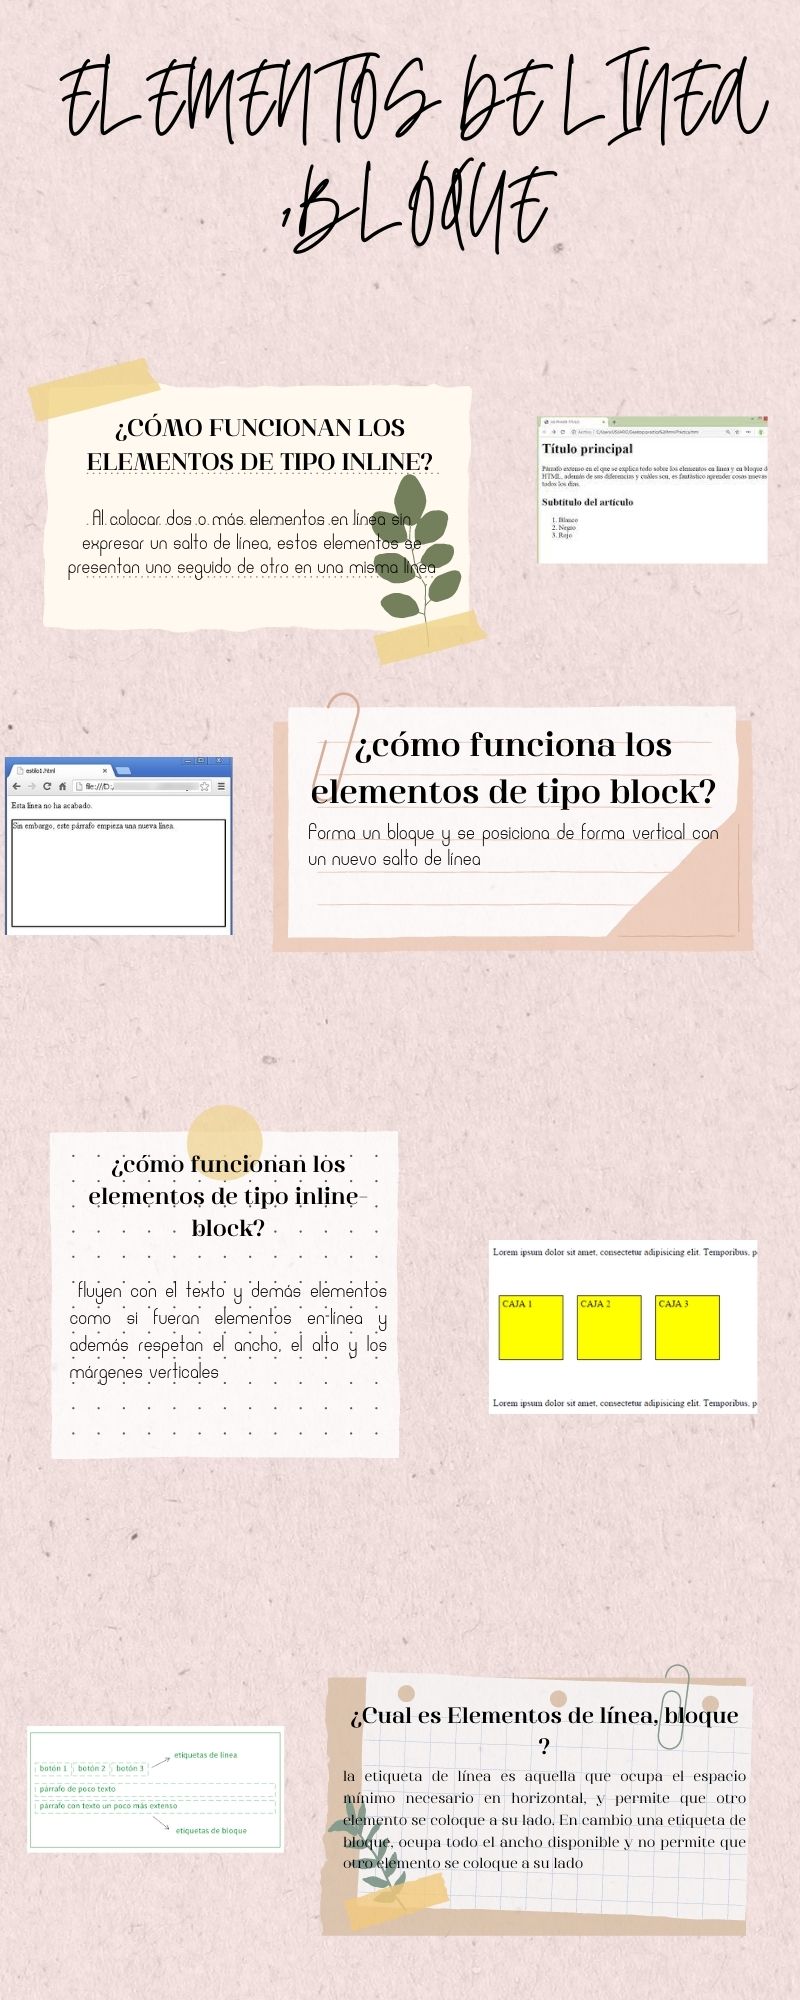 ELEMENTOS DE LINEA
,BLOQUE
¿CÓMO FUNCIONAN LOS
ELEMENTOS DE TIPO INLINE?
Al colocar dos o más elementos en línea sin
expresar un salto de línea, estos elementos se
presentan uno seguido de otro en una misma línea
Título principal
Párrafo extenso en el que se explica todo sobre los elementos en línea y en bloque d
HTML, además de sus diferencias y cuáles son, es fantástico aprender cosas nuevas
todos los días.
Subtítulo del artículo
1. Blanco
2. Negro
3. Rojo
¿cómo funciona los
elementos de tipo block?
Forma un bloque y se posiciona de forma vertical con
un nuevo salto de línea
estilo1.html
file:///D:/
Esta línea no ha acabado.
Sin embargo, este párrafo empieza una nueva línea.
¿cómo funcionan los
elementos de tipo inline-
block?
fluyen con el texto y demás elementos
como si fueran elementos en-línea y
además respetan el ancho, el alto y los
márgenes verticales
Lorem ipsum dolor sit amet, consectetur adipisicing elit. Temporibus, p
CAJA 1 CAJA 2 CAJA 3
Lorem ipsum dolor sit amet, consectetur adipisicing elit. Temporibus, p
¿Cual es Elementos de línea, bloque
?
la etiqueta de línea es aquella que ocupa el espacio
mínimo necesario en horizontal, y permite que otro
elemento se coloque a su lado. En cambio una etiqueta de
bloque, ocupa todo el ancho disponible y no permite que
otro elemento se coloque a su lado
etiquetas de línea
botón 1 botón 2 botón 3
párrafo de poco texto
párrafo con texto un poco más extenso
etiquetas de bloque